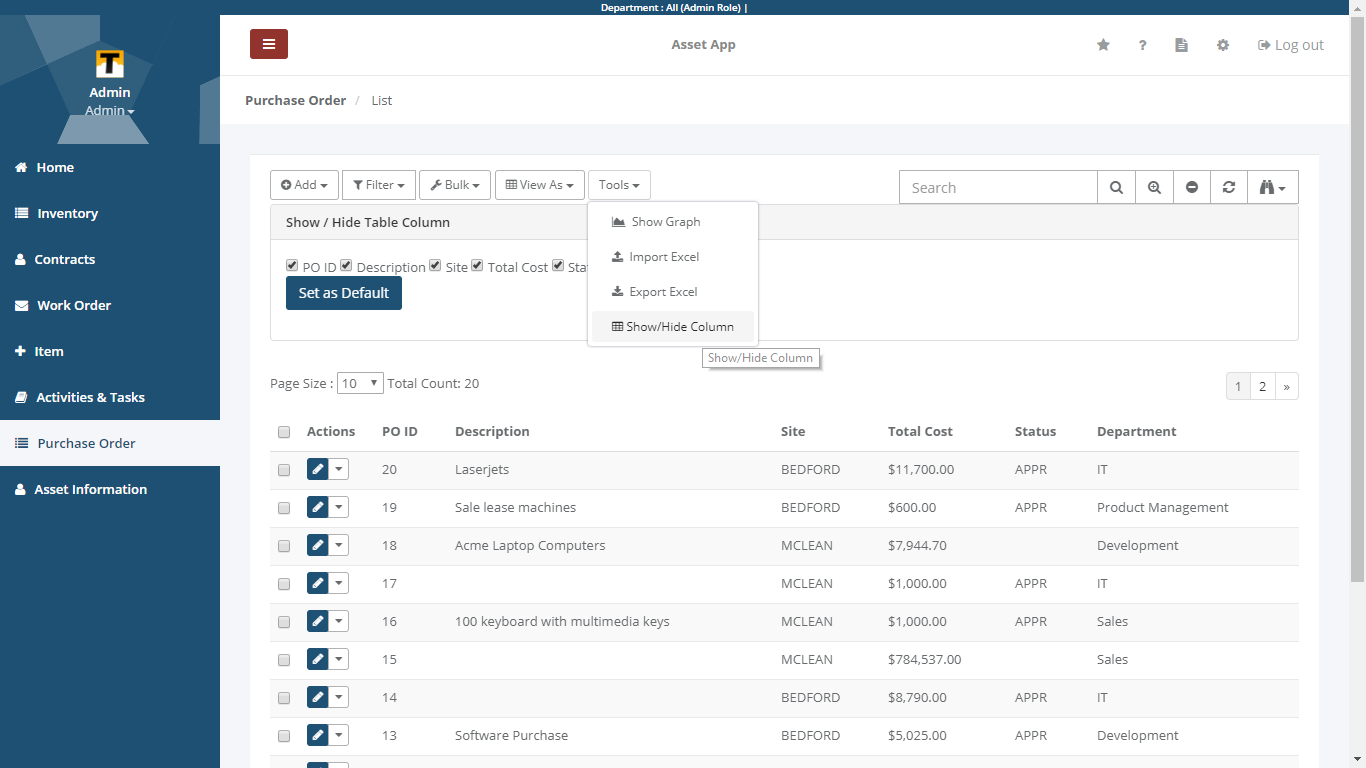 Department : All (Admin Role) |
T
Admin
Admin
Asset App
?
Log out
Purchase Order / List
Home
Inventory
Contracts
Work Order
Item
Activities & Tasks
Purchase Order
Asset Information
Add Filter Bulk View As Tools Search
Show / Hide Table Column
Show Graph
Import Excel
Export Excel
Show/Hide Column
Show/Hide Column
PO ID Description Site Total Cost
Set as Default
Page Size : 10 Total Count: 20 1 2 »
Actions PO ID Description Site Total Cost Status Department
20 Laserjets BEDFORD $11,700.00 APPR IT
19 Sale lease machines BEDFORD $600.00 APPR Product Management
18 Acme Laptop Computers MCLEAN $7,944.70 Development
17 MCLEAN $1,000.00 APPR IT
16 100 keyboard with multimedia keys MCLEAN $1,000.00 APPR Sales
15 MCLEAN $784,537.00 Sales
14 BEDFORD $8,790.00 APPR IT
13 Software Purchase BEDFORD $5,025.00 APPR Development